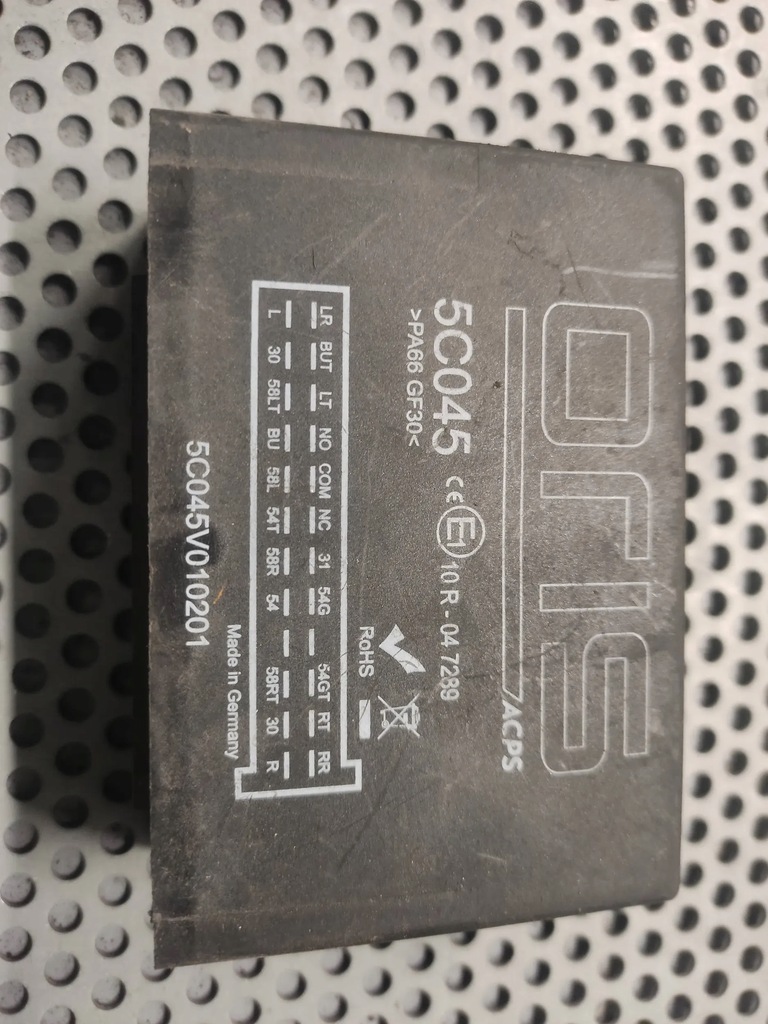 oris
ACPS
5C045 CE E1 10 R - 04 7289
>PA66 GF30<
RoHS
LR BUT LT NO COM NC 31 54G 54GT RT RR
L 30 58LT BU 58L 54T 58R 54 58RT 30 R
Made in Germany
5C045V010201